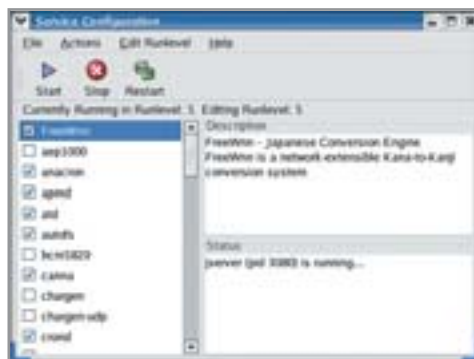 Service Configuration
File Actions Edit Runlevel Help
Start Stop Restart
Currently Running in Runlevel: 5 Editing Runlevel: 5
FreeWnn
aep1000
anacron
apmd
atd
autofs
bcm5820
canna
chargen
chargen-udp
crond
Description
FreeWnn - Japanese Conversion Engine
FreeWnn is a network-extensible Kana-to-Kanji
conversion system
Status
jserver (pid 3080) is running...